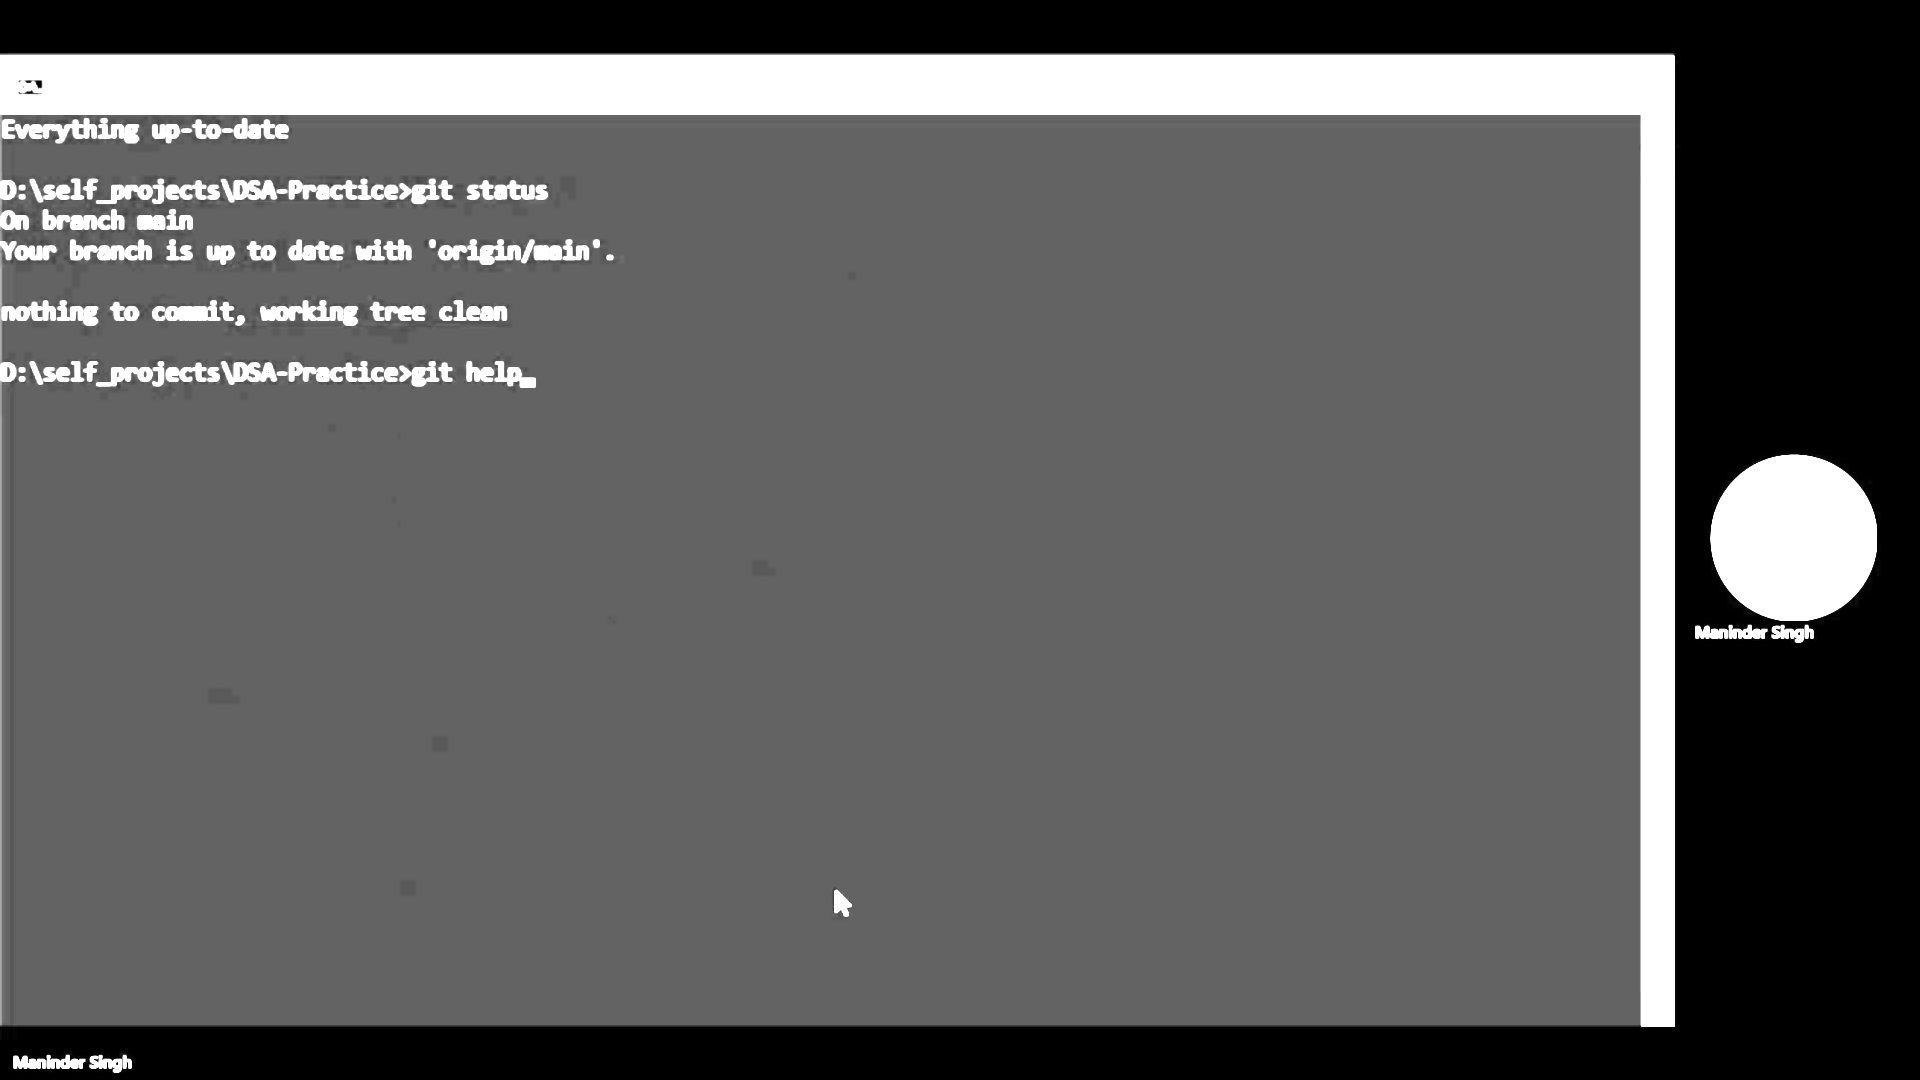 Everything up-to-date
D:\self_projects\DSA-Practice>git status
On branch main
Your branch is up to date with 'origin/main'.
nothing to commit, working tree clean
D:\self_projects\DSA-Practice>git help_
Maninder Singh
Maninder Singh